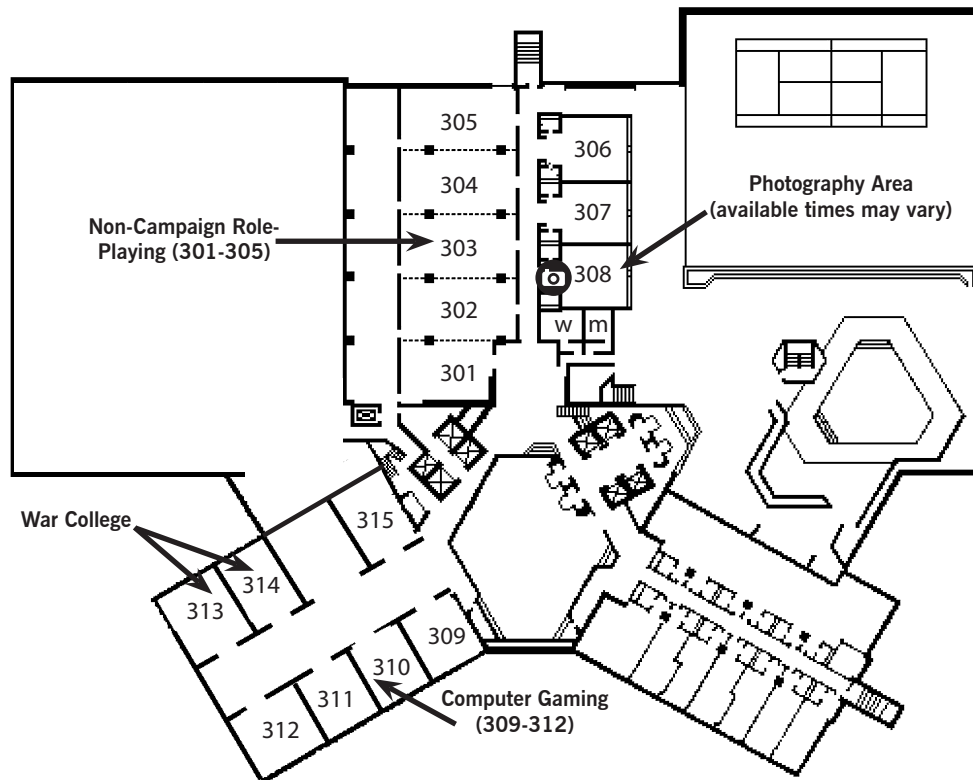 305
306
304
Photography Area
(available times may vary)
307
Non-Campaign Role-
Playing (301-305)
303
308
302
w
m
301
315
War College
314
313
309
310
311
Computer Gaming
(309-312)
312